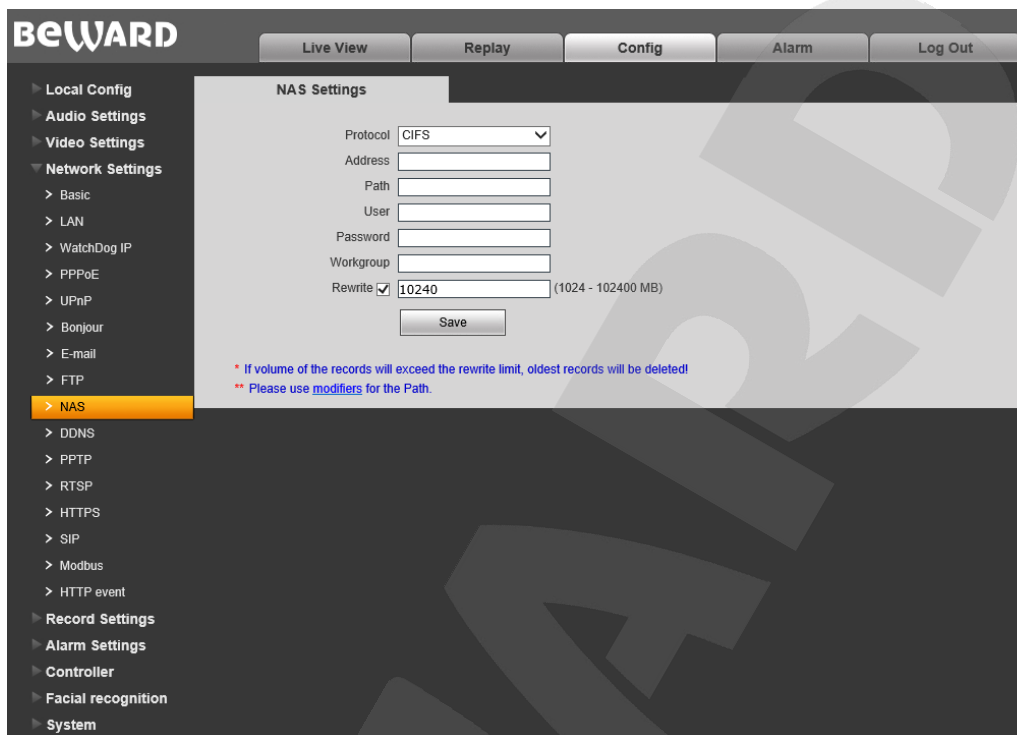 BEWARD
Live View Replay Config Alarm Log Out
Local Config
Audio Settings
Video Settings
Network Settings
> Basic
> LAN
> WatchDog IP
> PPPoE
> UPnP
> Bonjour
> E-mail
> FTP
> NAS
> DDNS
> PPTP
> RTSP
> HTTPS
> SIP
> Modbus
> HTTP event
Record Settings
Alarm Settings
Controller
Facial recognition
System
NAS Settings
Protocol CIFS
Address
Path
User
Password
Workgroup
Rewrite 10240 (1024 - 102400 MB)
Save
* If volume of the records will exceed the rewrite limit, oldest records will be deleted!
** Please use modifiers for the Path.